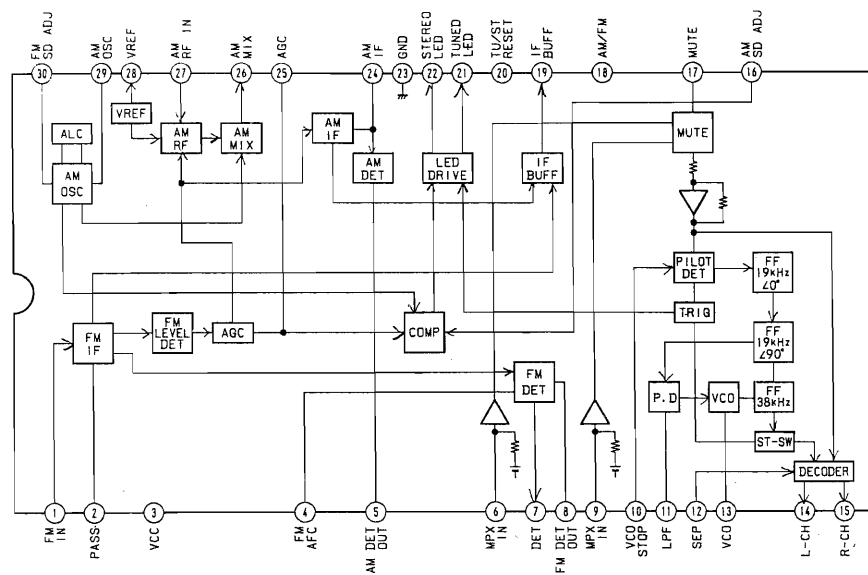 FM
SD ADJ
AM
OSC
VREF
AM
RF IN
AM
MIX
AGC
AM
IF
GND
STEREO
LED
TUNED
LED
TU/ST
RESET
IF
BUFF
AM/FM
MUTE
AM
SD ADJ
30
29
28
27
26
25
24
23
22
21
20
19
18
17
16
VREF
ALC
AM
OSC
AM
RF
AM
MIX
AM
IF
AM
DET
LED
DRIVE
IF
BUFF
MUTE
PILOT
DET
FF
19kHz
∠0°
TRIG
FM
IF
FM
LEVEL
DET
AGC
COMP
FF
19kHz
∠90°
FM
DET
P.D
VCO
FF
38kHz
ST-SW
DECODER
1
2
3
4
5
6
7
8
9
10
11
12
13
14
15
FM
IN
PASS
VCC
FM
AFC
AM DET
OUT
MPX
IN
DET
FM DET
OUT
MPX
IN
VCO
STOP
LPF
SEP
VCO
L-CH
R-CH